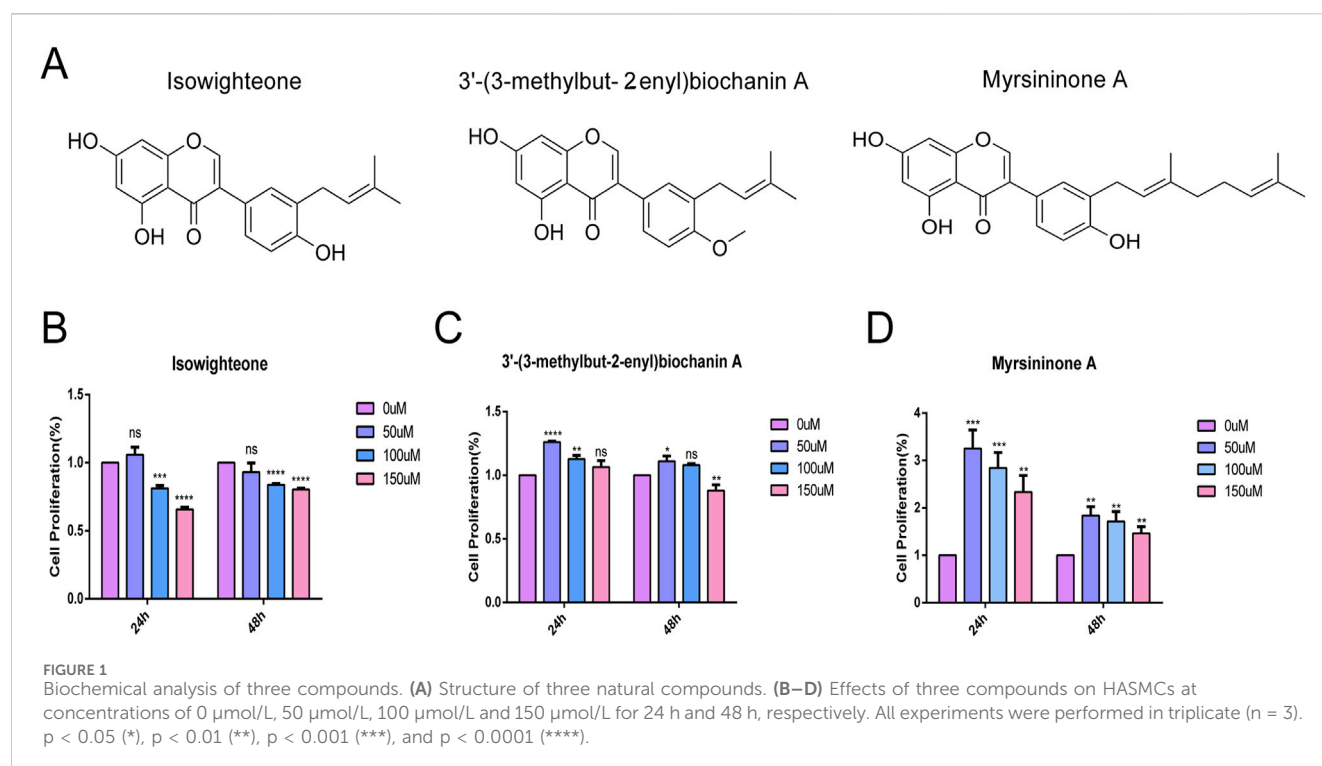 A
Isowighteone
3'-(3-methylbut- 2enyl)biochanin A
Myrsininone A
HO
O
OH
O
OH
HO
O
OH
O
O
HO
O
OH
O
OH
B
Isowighteone
Cell Proliferation(%)
1.5
1.0
0.5
0.0
ns
***
****
ns
****
****
24h
48h
0uM
50uM
100uM
150uM
C
3'-(3-methylbut-2-enyl)biochanin A
Cell Proliferation(%)
1.5
1.0
0.5
0.0
****
**
ns
*
ns
**
24h
48h
0uM
50uM
100uM
150uM
D
Myrsininone A
Cell Proliferation(%)
4
3
2
1
0
***
***
**
**
**
**
24h
48h
0uM
50uM
100uM
150uM
FIGURE 1
Biochemical analysis of three compounds. (A) Structure of three natural compounds. (B–D) Effects of three compounds on HASMCs at
concentrations of 0 μmol/L, 50 μmol/L, 100 μmol/L and 150 μmol/L for 24 h and 48 h, respectively. All experiments were performed in triplicate (n = 3).
p < 0.05 (*), p < 0.01 (**), p < 0.001 (***), and p < 0.0001 (****).